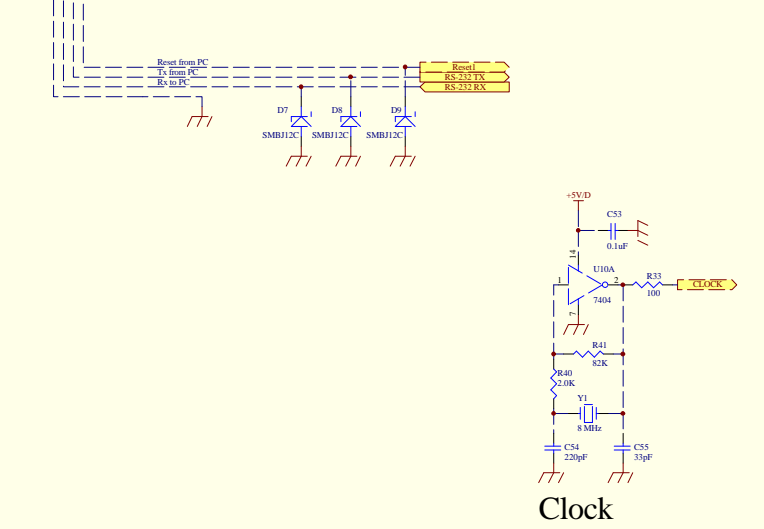 Reset from PC
Reset1
Tx from PC
RS-232 TX
Rx to PC
RS-232 RX
D7
D8
D9
SMBJ12C
SMBJ12C
SMBJ12C
+5V/D
C53
0.1uF
14
U10A
1
2
7404
7
R33
100
CLOCK
R41
82K
R40
2.0K
Y1
8 MHz
C54
220pF
C55
33pF
Clock